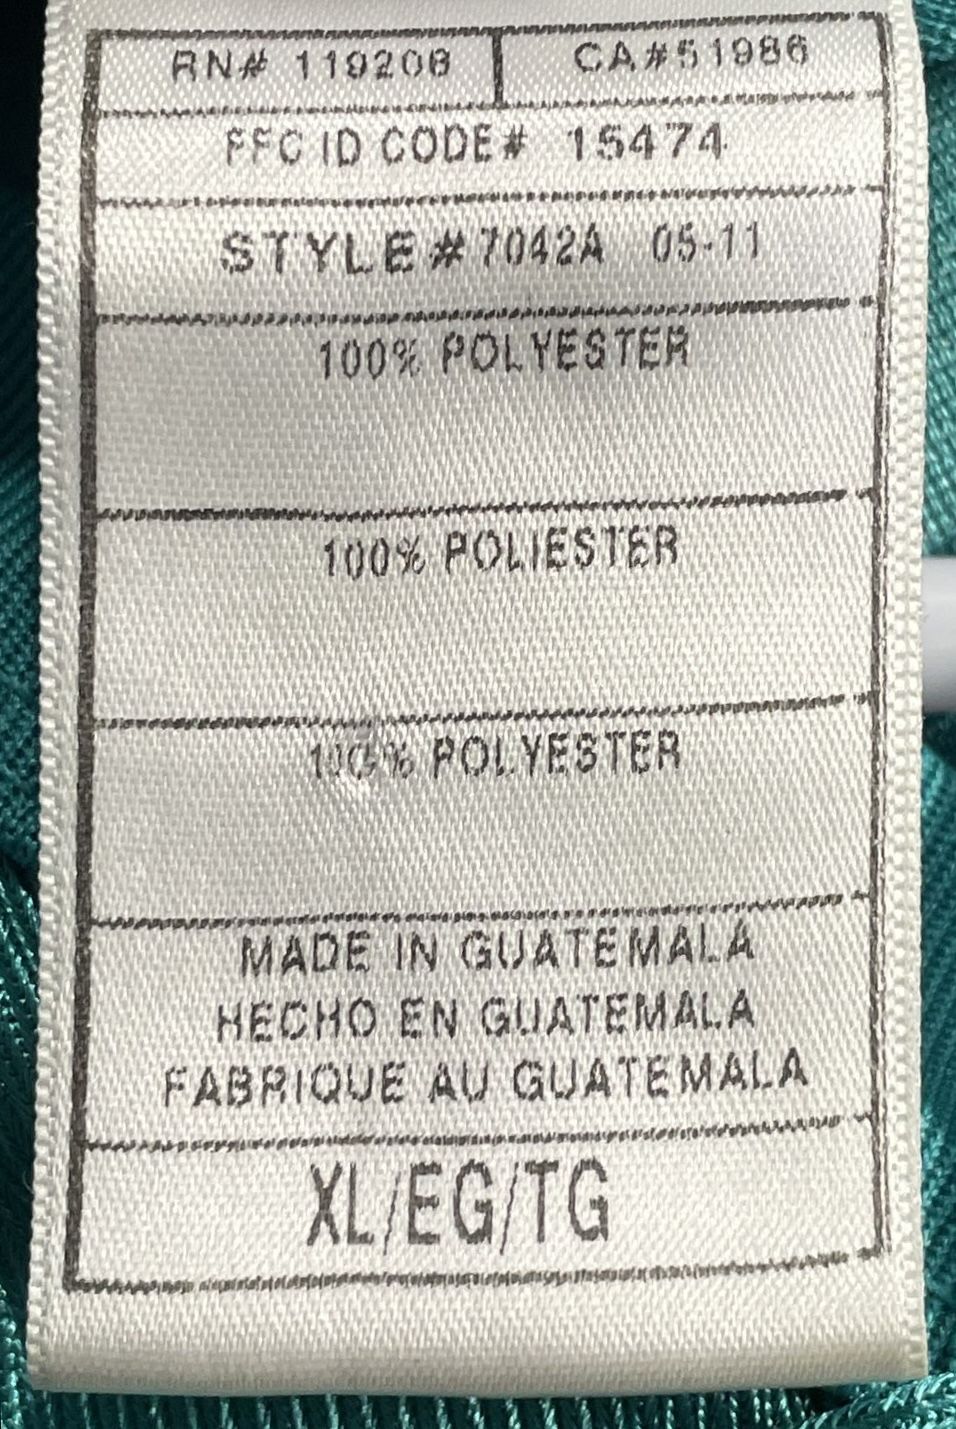 RN# 119208 CA#51986
FFC ID CODE# 15474
STYLE#7042A 05-11
100% POLYESTER
100% POLIESTER
100% POLYESTER
MADE IN GUATEMALA
HECHO EN GUATEMALA
FABRIQUE AU GUATEMALA
XL/EG/TG